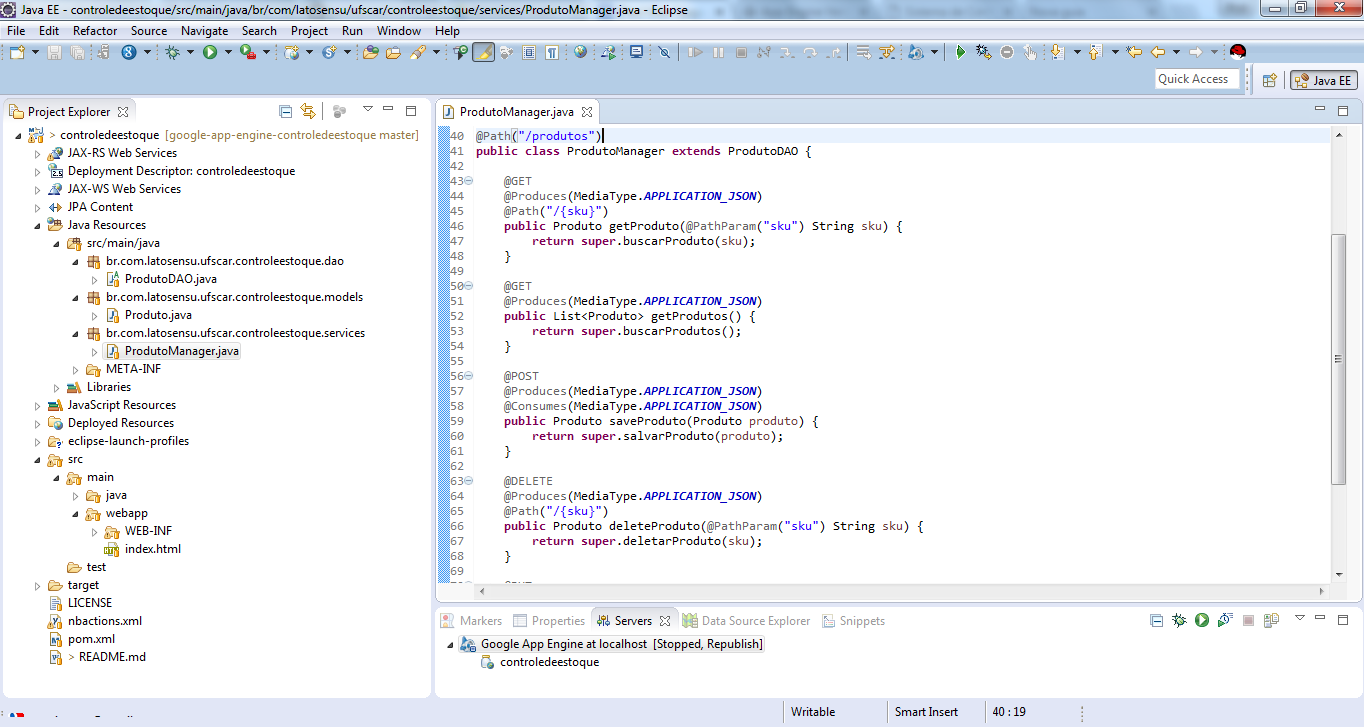 Java EE - controledeestoque/src/main/java/br/com/latosensu/ufscar/controleestoque/services/ProdutoManager.java - Eclipse
File Edit Refactor Source Navigate Search Project Run Window Help
Quick Access
Java EE
Project Explorer
> controledeestoque [google-app-engine-controledeestoque master]
JAX-RS Web Services
Deployment Descriptor: controledeestoque
JAX-WS Web Services
JPA Content
Java Resources
src/main/java
br.com.latosensu.ufscar.controleestoque.dao
ProdutoDAO.java
br.com.latosensu.ufscar.controleestoque.models
Produto.java
br.com.latosensu.ufscar.controleestoque.services
ProdutoManager.java
META-INF
Libraries
JavaScript Resources
Deployed Resources
eclipse-launch-profiles
src
main
java
webapp
WEB-INF
index.html
test
target
LICENSE
nbactions.xml
pom.xml
> README.md
ProdutoManager.java
40 @Path("/produtos")
41 public class ProdutoManager extends ProdutoDAO {
42
43 @GET
44 @Produces(MediaType.APPLICATION_JSON)
45 @Path("/{sku}")
46 public Produto getProduto(@PathParam("sku") String sku) {
47 return super.buscarProduto(sku);
48 }
49
50 @GET
51 @Produces(MediaType.APPLICATION_JSON)
52 public List<Produto> getProdutos() {
53 return super.buscarProdutos();
54 }
55
56 @POST
57 @Produces(MediaType.APPLICATION_JSON)
58 @Consumes(MediaType.APPLICATION_JSON)
59 public Produto saveProduto(Produto produto) {
60 return super.salvarProduto(produto);
61 }
62
63 @DELETE
64 @Produces(MediaType.APPLICATION_JSON)
65 @Path("/{sku}")
66 public Produto deleteProduto(@PathParam("sku") String sku) {
67 return super.deletarProduto(sku);
68 }
69
Markers Properties Servers Data Source Explorer Snippets
Google App Engine at localhost [Stopped, Republish]
controledeestoque
Writable Smart Insert 40 : 19